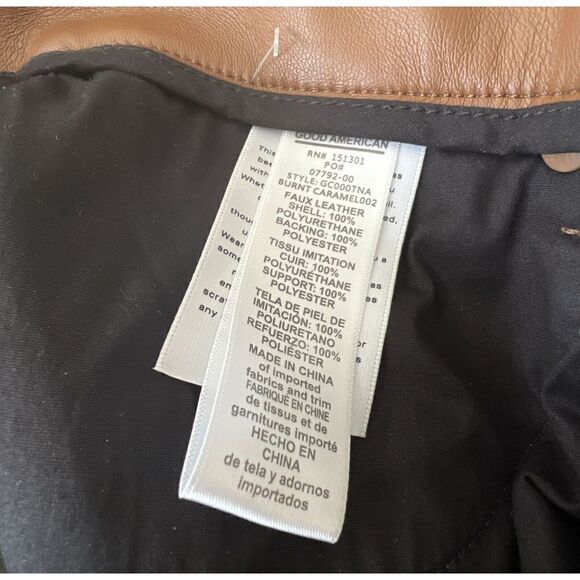 GOOD AMERICAN
RN# 151301
PO#
07792-00
STYLE: GC000TNA
BURNT CARAMEL002
FAUX LEATHER
SHELL: 100%
POLYURETHANE
BACKING: 100%
POLYESTER
TISSU IMITATION
CUIR: 100%
POLYURÉTHANE
SUPPORT: 100%
POLYESTER
TELA DE PIEL DE
IMITACIÓN: 100%
POLIURETANO
REFUERZO: 100%
POLIÉSTER
MADE IN CHINA
of imported
fabrics and trim
FABRIQUÉ EN CHINE
de tissus et de
garnitures importé
HECHO EN
CHINA
de tela y adornos
importados